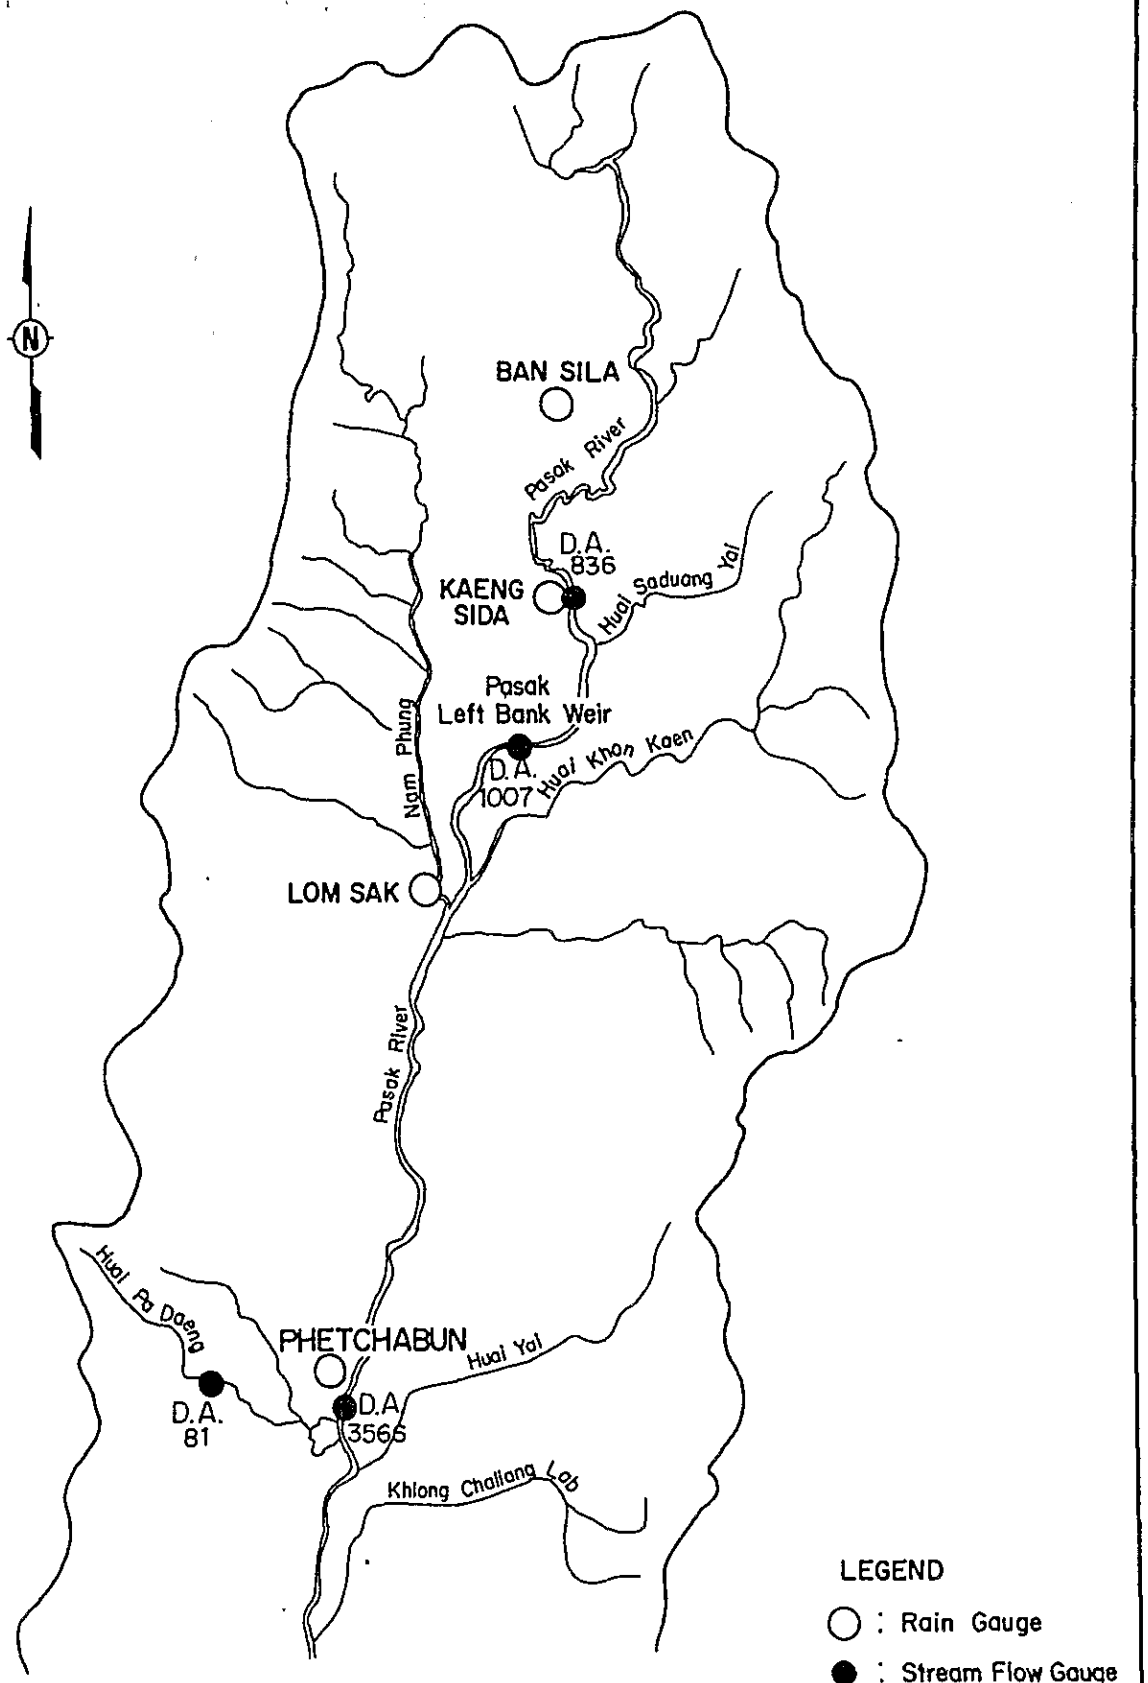 N
BAN SILA
Pasak River
D.A.
836
KAENG
SIDA
Huai Saduang Yai
Pasak
Left Bank Weir
Nam Phung
D.A.
1007
Huai Khon Kaen
LOM SAK
Pasak River
Huai Pa Daeng
PHETCHABUN
Huai Yai
D.A.
81
D.A
3566
Khlong Chaliang Lab
LEGEND
: Rain Gauge
: Stream Flow Gauge